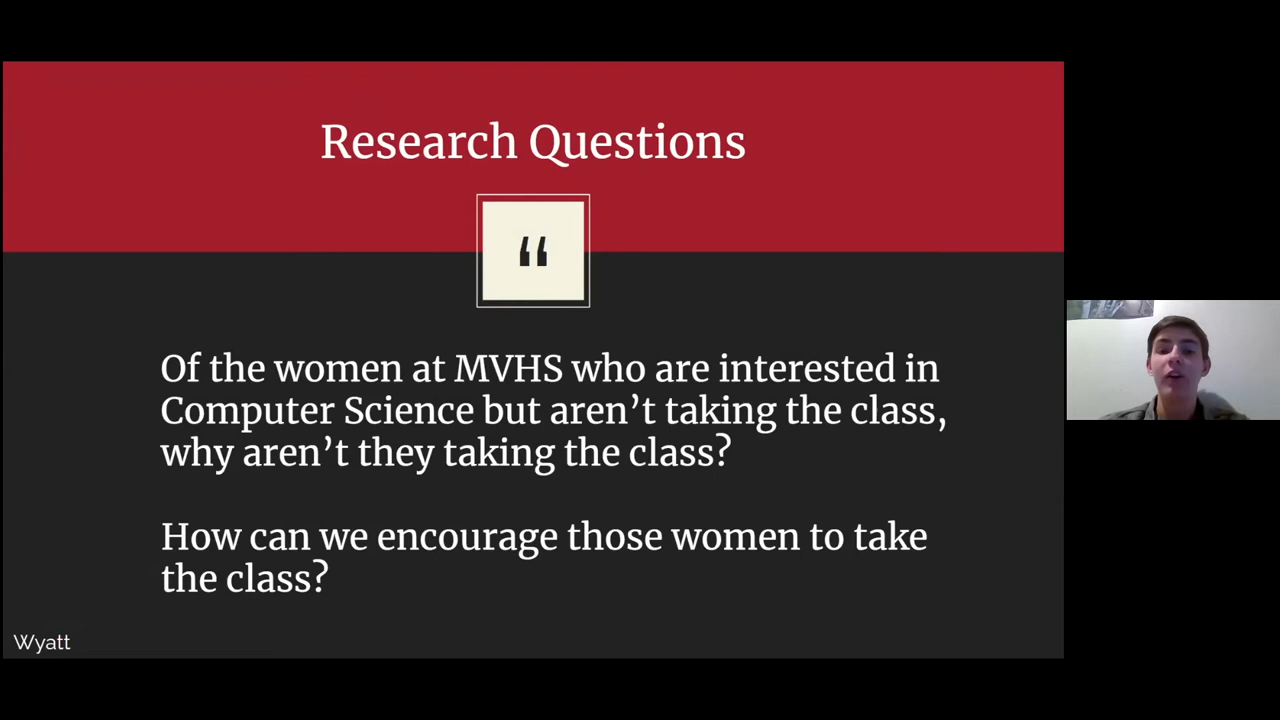 Research Questions
“
Of the women at MVHS who are interested in
Computer Science but aren’t taking the class,
why aren’t they taking the class?
How can we encourage those women to take
the class?
Wyatt